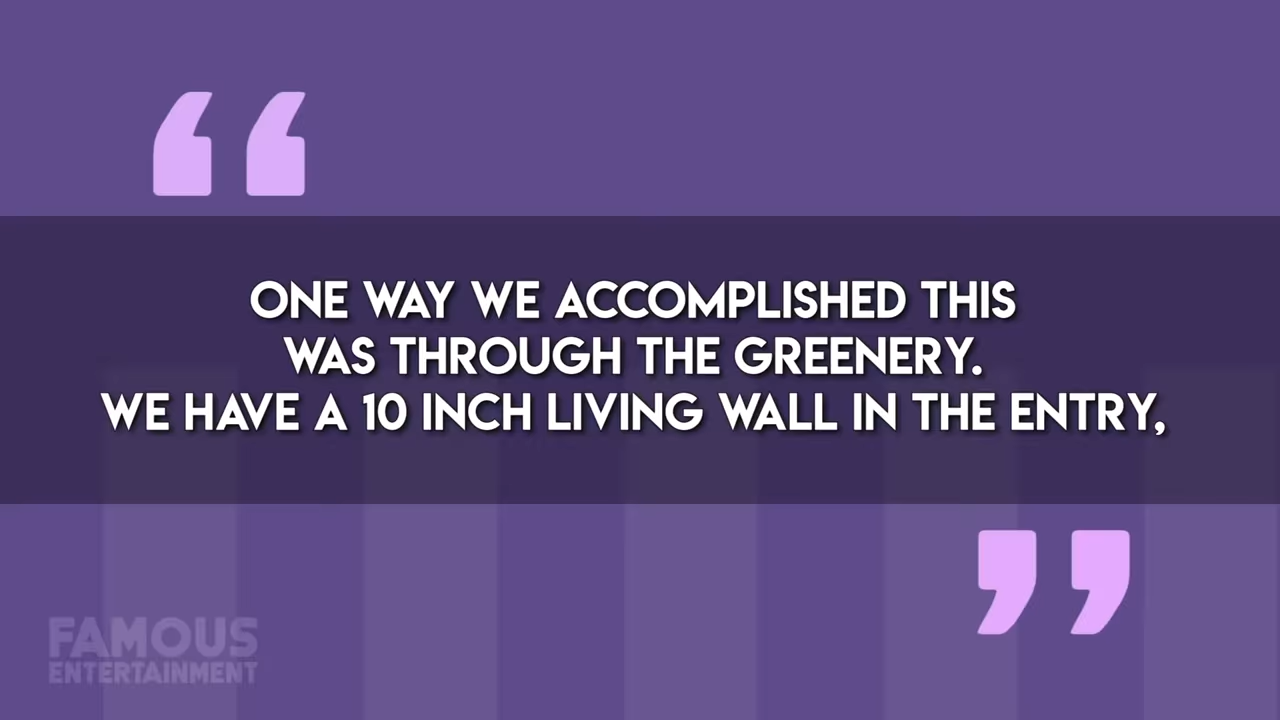 ONE WAY WE ACCOMPLISHED THIS
WAS THROUGH THE GREENERY.
WE HAVE A 10 INCH LIVING WALL IN THE ENTRY,
FAMOUS
ENTERTAINMENT